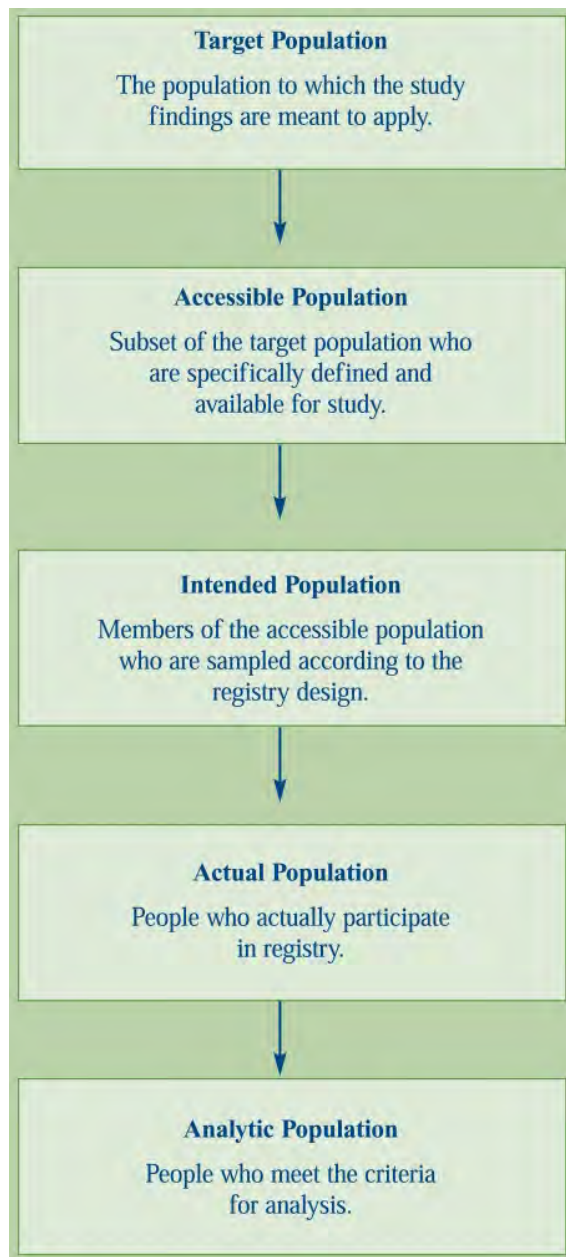 Target Population
The population to which the study
findings are meant to apply.
Accessible Population
Subset of the target population who
are specifically defined and
available for study.
Intended Population
Members of the accessible population
who are sampled according to the
registry design.
Actual Population
People who actually participate
in registry.
Analytic Population
People who meet the criteria
for analysis.